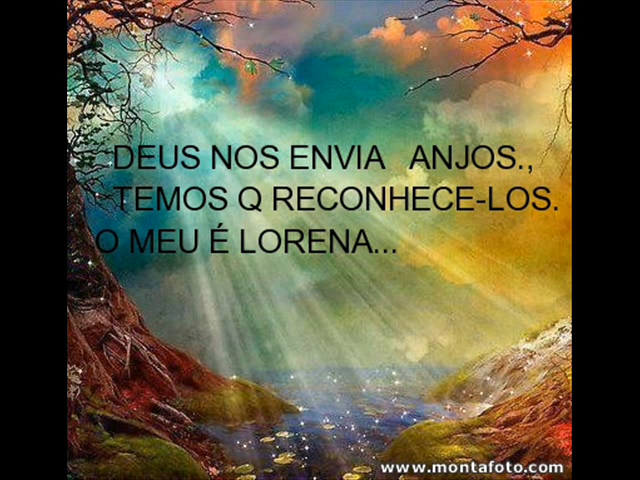 DEUS NOS ENVIA ANJOS.,
TEMOS Q RECONHECE-LOS.
O MEU É LORENA...
www.montafoto.com